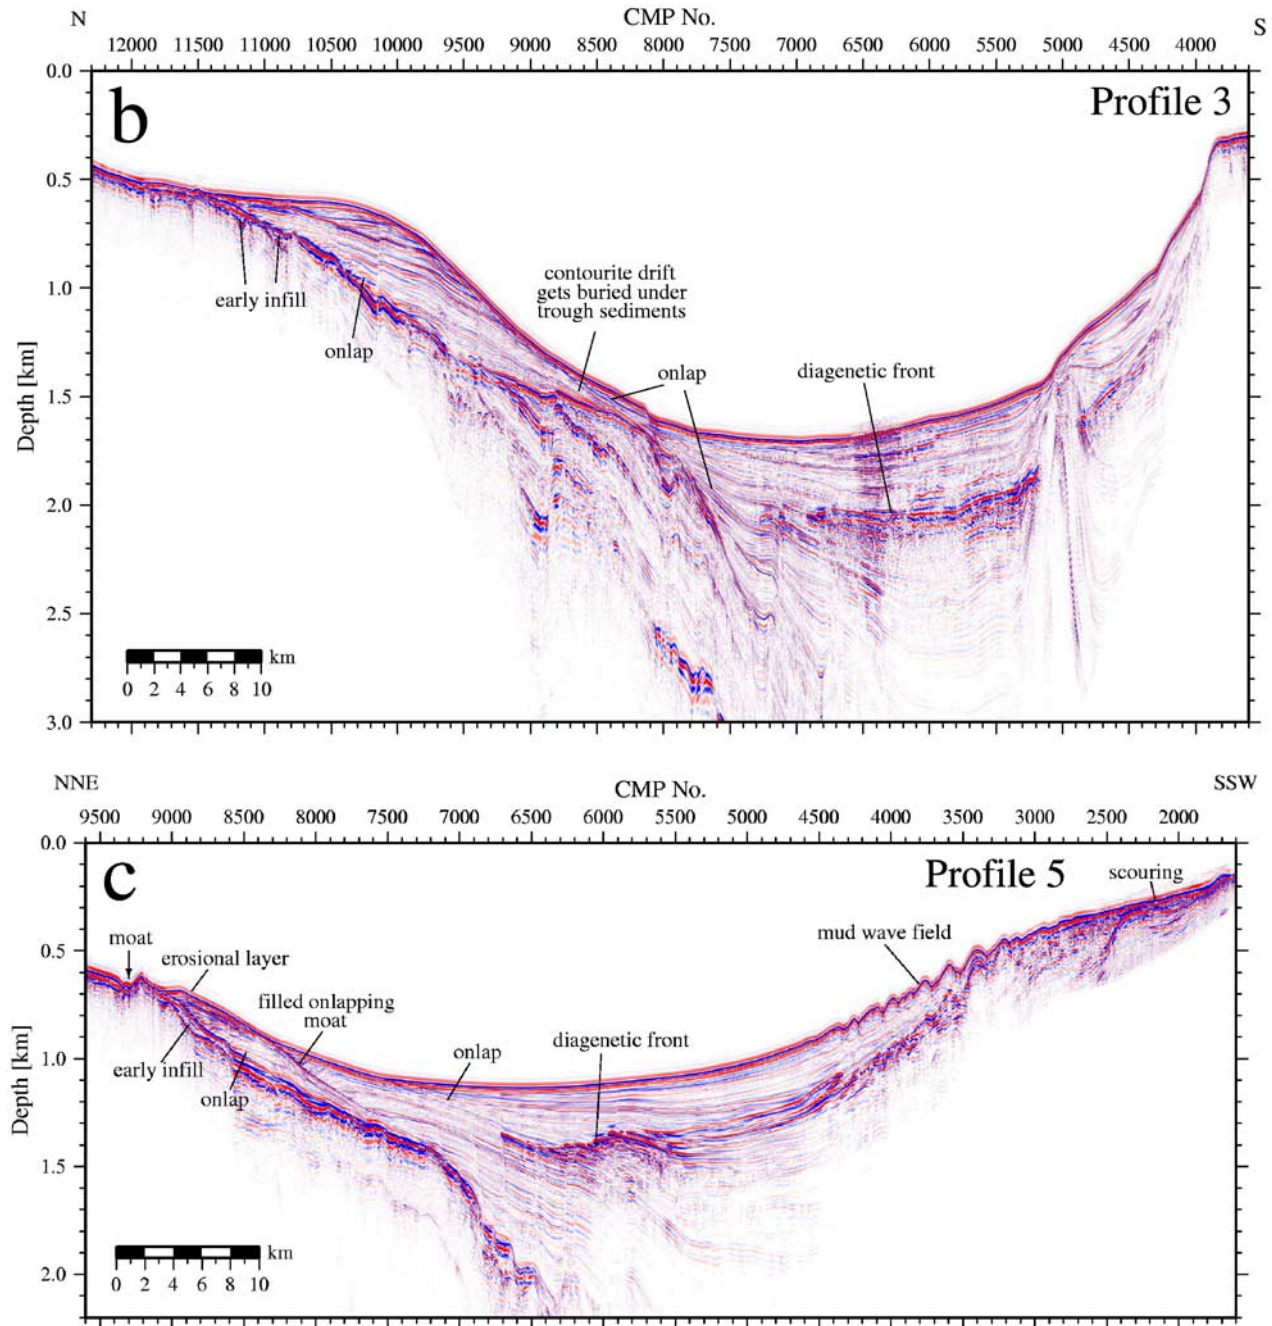 N
CMP No.
S
12000 11500 11000 10500 10000 9500 9000 8500 8000 7500 7000 6500 6000 5500 5000 4500 4000
0.0
b
Profile 3
0.5
contourite drift
gets buried under
trough sediments
early infill
1.0
onlap
onlap
diagenetic front
Depth [km]
1.5
2.0
2.5
km
0 2 4 6 8 10
3.0
NNE
CMP No.
SSW
9500 9000 8500 8000 7500 7000 6500 6000 5500 5000 4500 4000 3500 3000 2500 2000
0.0
c
Profile 5
scouring
moat
mud wave field
0.5
erosional layer
filled onlapping
moat
diagenetic front
onlap
1.0
early infill
onlap
Depth [km]
1.5
km
0 2 4 6 8 10
2.0